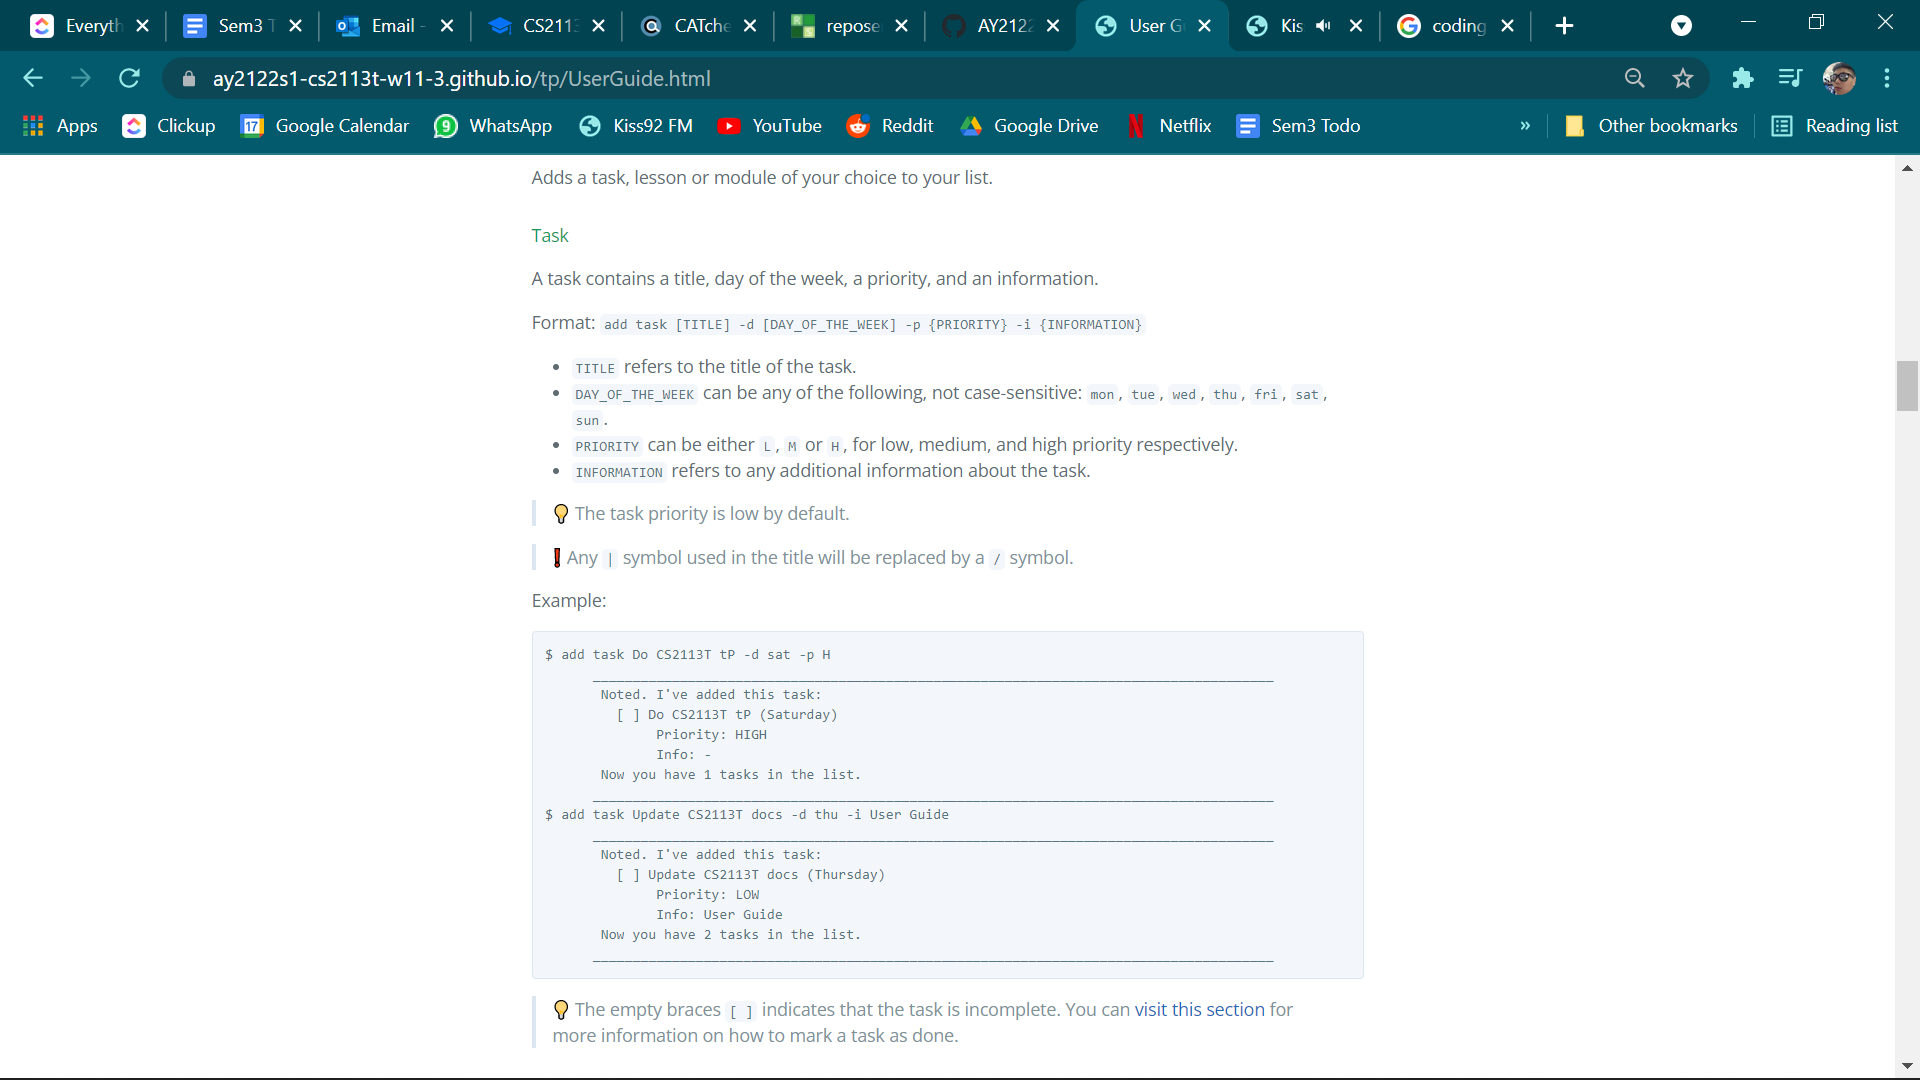 Everyth
Sem3 T
Email -
CS2113
CATche
repose
AY2122
User G
Kis
coding
ay2122s1-cs2113t-w11-3.github.io/tp/UserGuide.html
Apps
Clickup
17
Google Calendar
9
WhatsApp
Kiss92 FM
YouTube
Reddit
Google Drive
Netflix
Sem3 Todo
»
Other bookmarks
Reading list
Adds a task, lesson or module of your choice to your list.
Task
A task contains a title, day of the week, a priority, and an information.
Format: add task [TITLE] -d [DAY_OF_THE_WEEK] -p {PRIORITY} -i {INFORMATION}
• TITLE refers to the title of the task.
• DAY_OF_THE_WEEK can be any of the following, not case-sensitive: mon, tue, wed, thu, fri, sat,
sun.
• PRIORITY can be either L, M or H, for low, medium, and high priority respectively.
• INFORMATION refers to any additional information about the task.
💡 The task priority is low by default.
❗ Any | symbol used in the title will be replaced by a / symbol.
Example:
$ add task Do CS2113T tP -d sat -p H
Noted. I've added this task:
[ ] Do CS2113T tP (Saturday)
Priority: HIGH
Info: -
Now you have 1 tasks in the list.
$ add task Update CS2113T docs -d thu -i User Guide
Noted. I've added this task:
[ ] Update CS2113T docs (Thursday)
Priority: LOW
Info: User Guide
Now you have 2 tasks in the list.
💡 The empty braces [ ] indicates that the task is incomplete. You can visit this section for
more information on how to mark a task as done.